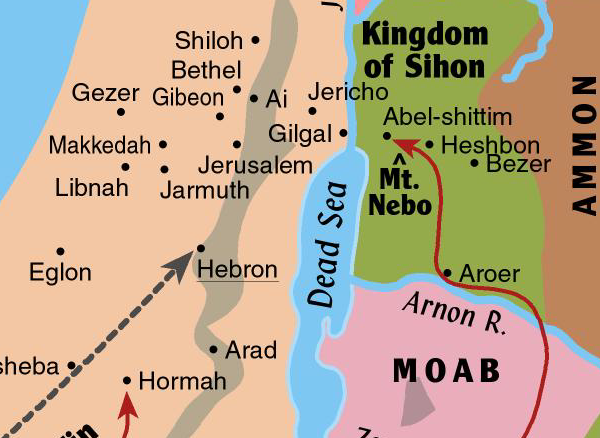 J
Shiloh
Kingdom
of Sihon
Bethel
Gezer
Gibeon
Ai
Jericho
Abel-shittim
Gilgal
Makkedah
Jerusalem
Heshbon
Bezer
AMMON
Libnah
Jarmuth
Mt.
Nebo
Dead Sea
Eglon
Hebron
Aroer
Arnon R.
Arad
sheba
Hormah
MOAB
in
Z